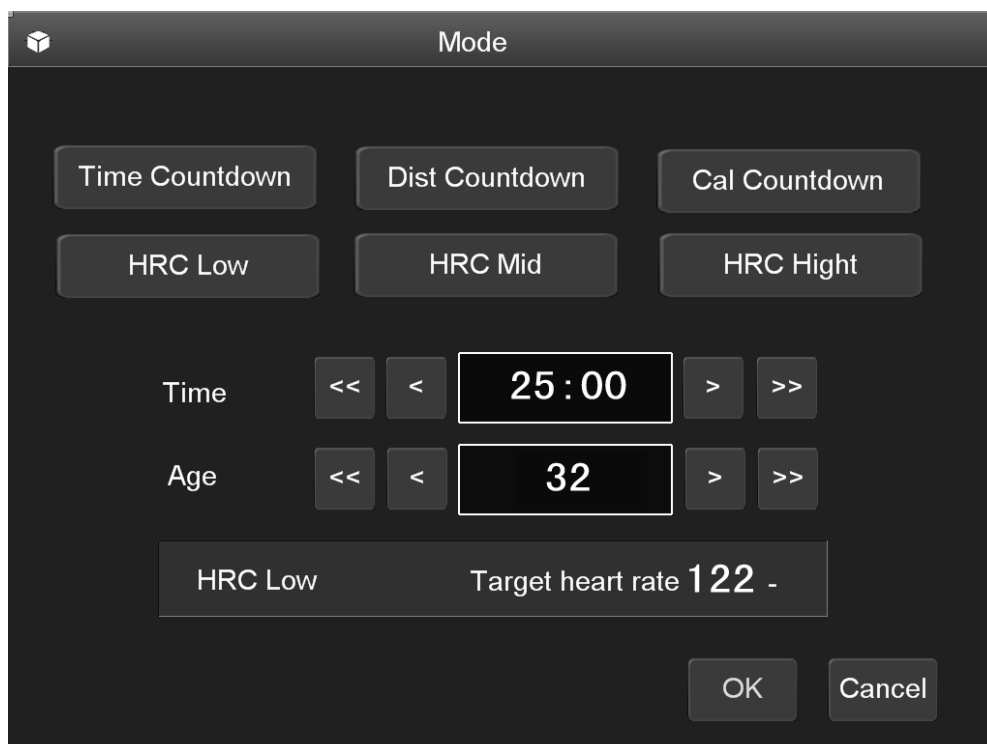 Mode
Time Countdown Dist Countdown Cal Countdown
HRC Low HRC Mid HRC Hight
Time << < 25:00 > >>
Age << < 32 > >>
HRC Low Target heart rate 122 -
OK Cancel